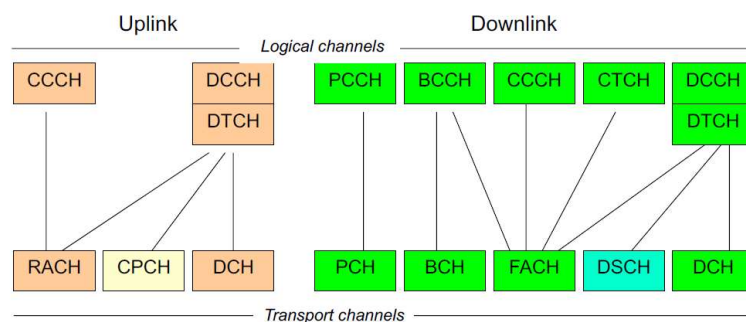 Uplink Downlink
Logical channels
CCCH DCCH PCCH BCCH CCCH CTCH DCCH
DTCH DTCH
RACH CPCH DCH PCH BCH FACH DSCH DCH
Transport channels